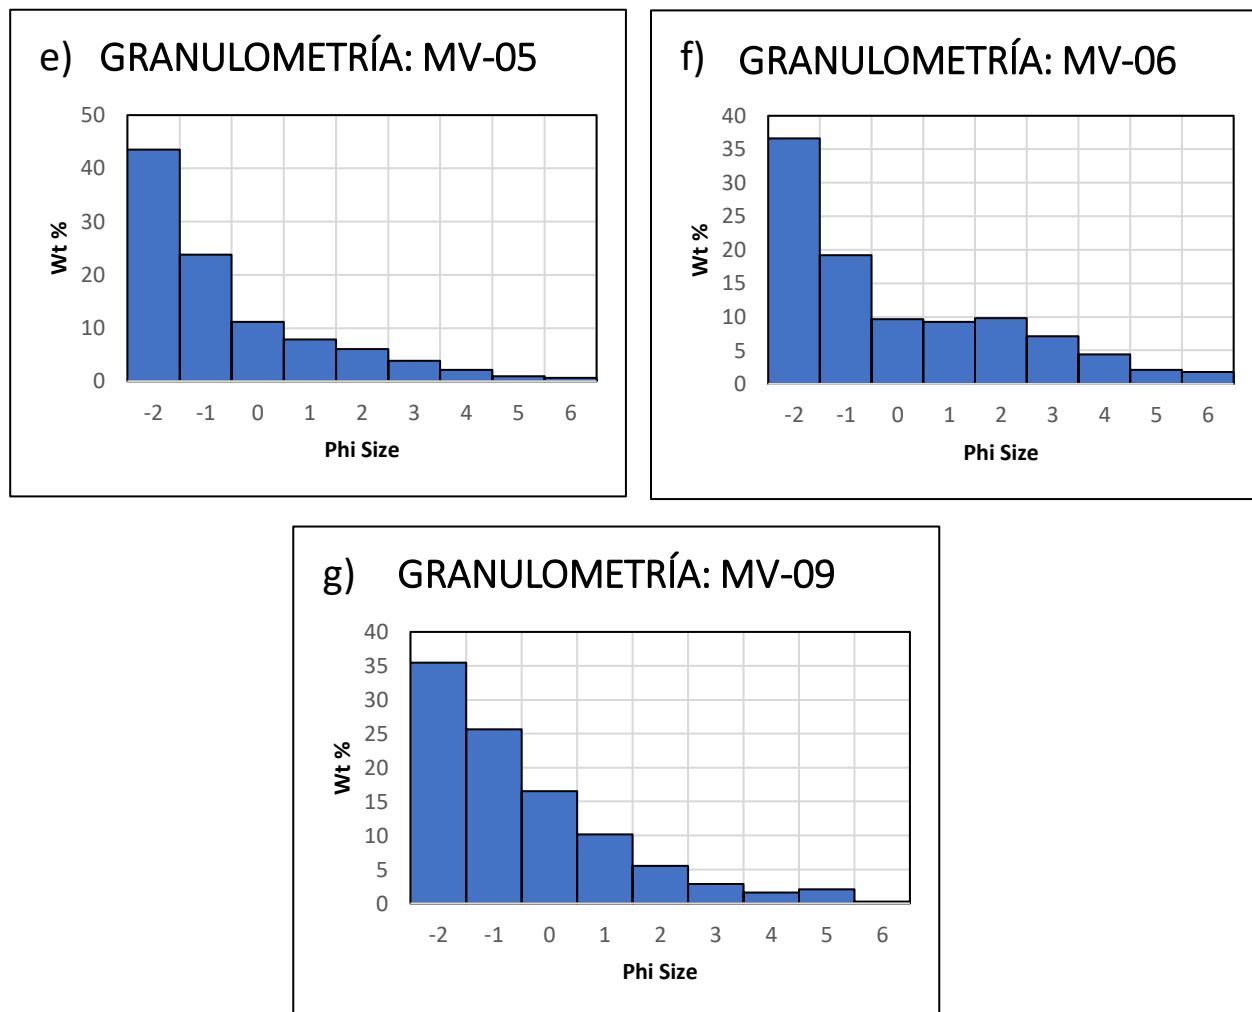 e) GRANULOMETRÍA: MV-05
50
40
30
20
10
0
Wt %
-2 -1 0 1 2 3 4 5 6
Phi Size
f) GRANULOMETRÍA: MV-06
40
35
30
25
20
15
10
5
0
Wt %
-2 -1 0 1 2 3 4 5 6
Phi Size
g) GRANULOMETRÍA: MV-09
40
35
30
25
20
15
10
5
0
Wt %
-2 -1 0 1 2 3 4 5 6
Phi Size